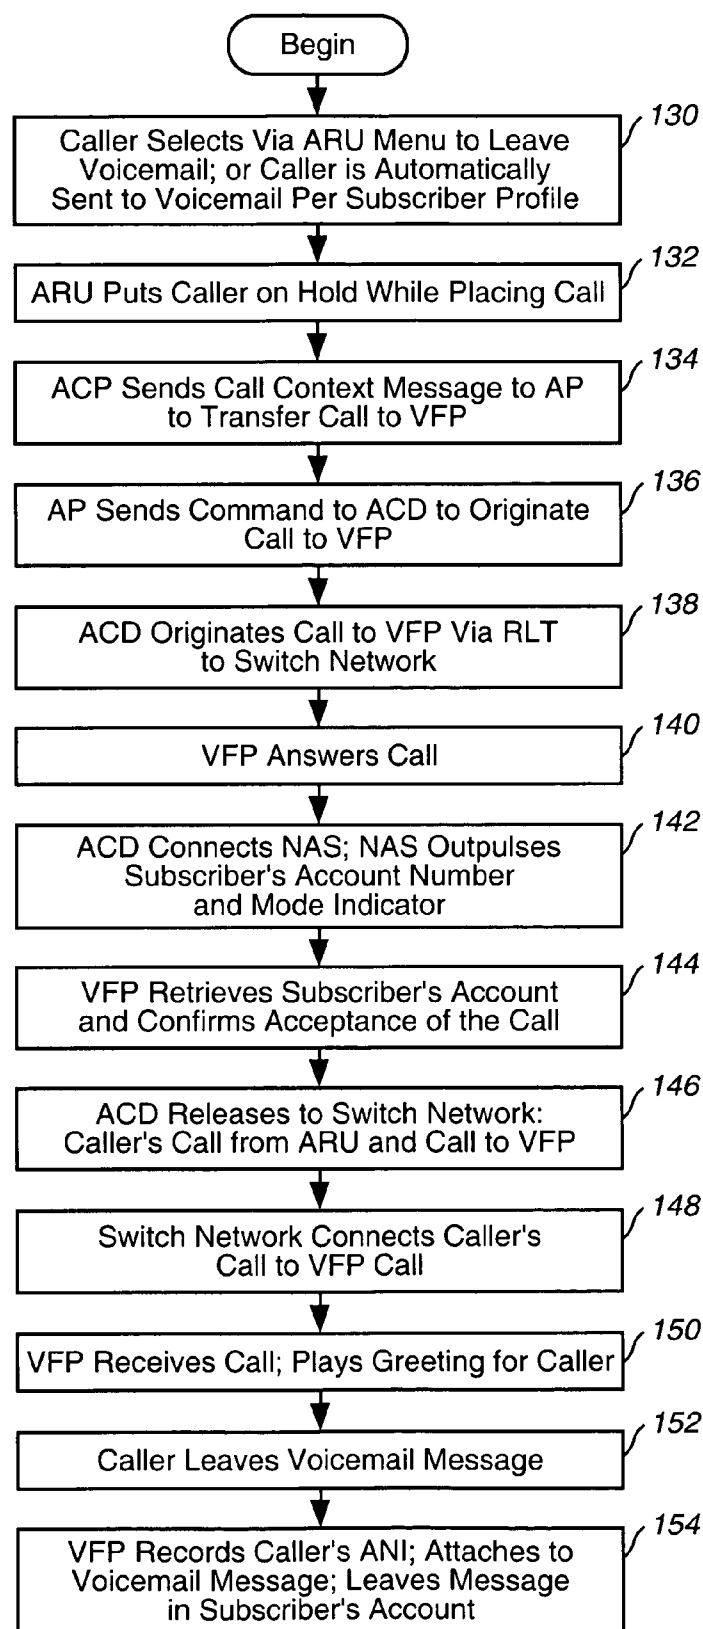 Begin
130
Caller Selects Via ARU Menu to Leave
Voicemail; or Caller is Automatically
Sent to Voicemail Per Subscriber Profile
132
ARU Puts Caller on Hold While Placing Call
134
ACP Sends Call Context Message to AP
to Transfer Call to VFP
136
AP Sends Command to ACD to Originate
Call to VFP
138
ACD Originates Call to VFP Via RLT
to Switch Network
140
VFP Answers Call
142
ACD Connects NAS; NAS Outpulses
Subscriber's Account Number
and Mode Indicator
144
VFP Retrieves Subscriber's Account
and Confirms Acceptance of the Call
146
ACD Releases to Switch Network:
Caller's Call from ARU and Call to VFP
148
Switch Network Connects Caller's
Call to VFP Call
150
VFP Receives Call; Plays Greeting for Caller
152
Caller Leaves Voicemail Message
154
VFP Records Caller's ANI; Attaches to
Voicemail Message; Leaves Message
in Subscriber's Account